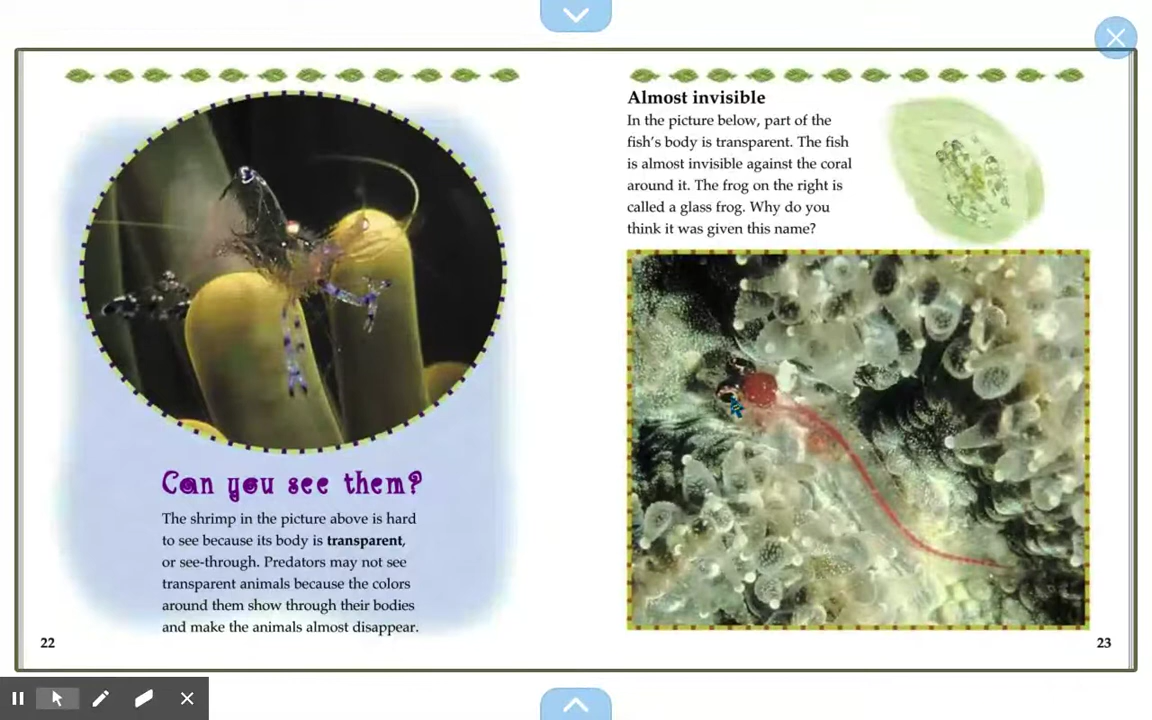 Can you see them?
The shrimp in the picture above is hard
to see because its body is transparent,
or see-through. Predators may not see
transparent animals because the colors
around them show through their bodies
and make the animals almost disappear.
22
Almost invisible
In the picture below, part of the
fish's body is transparent. The fish
is almost invisible against the coral
around it. The frog on the right is
called a glass frog. Why do you
think it was given this name?
23